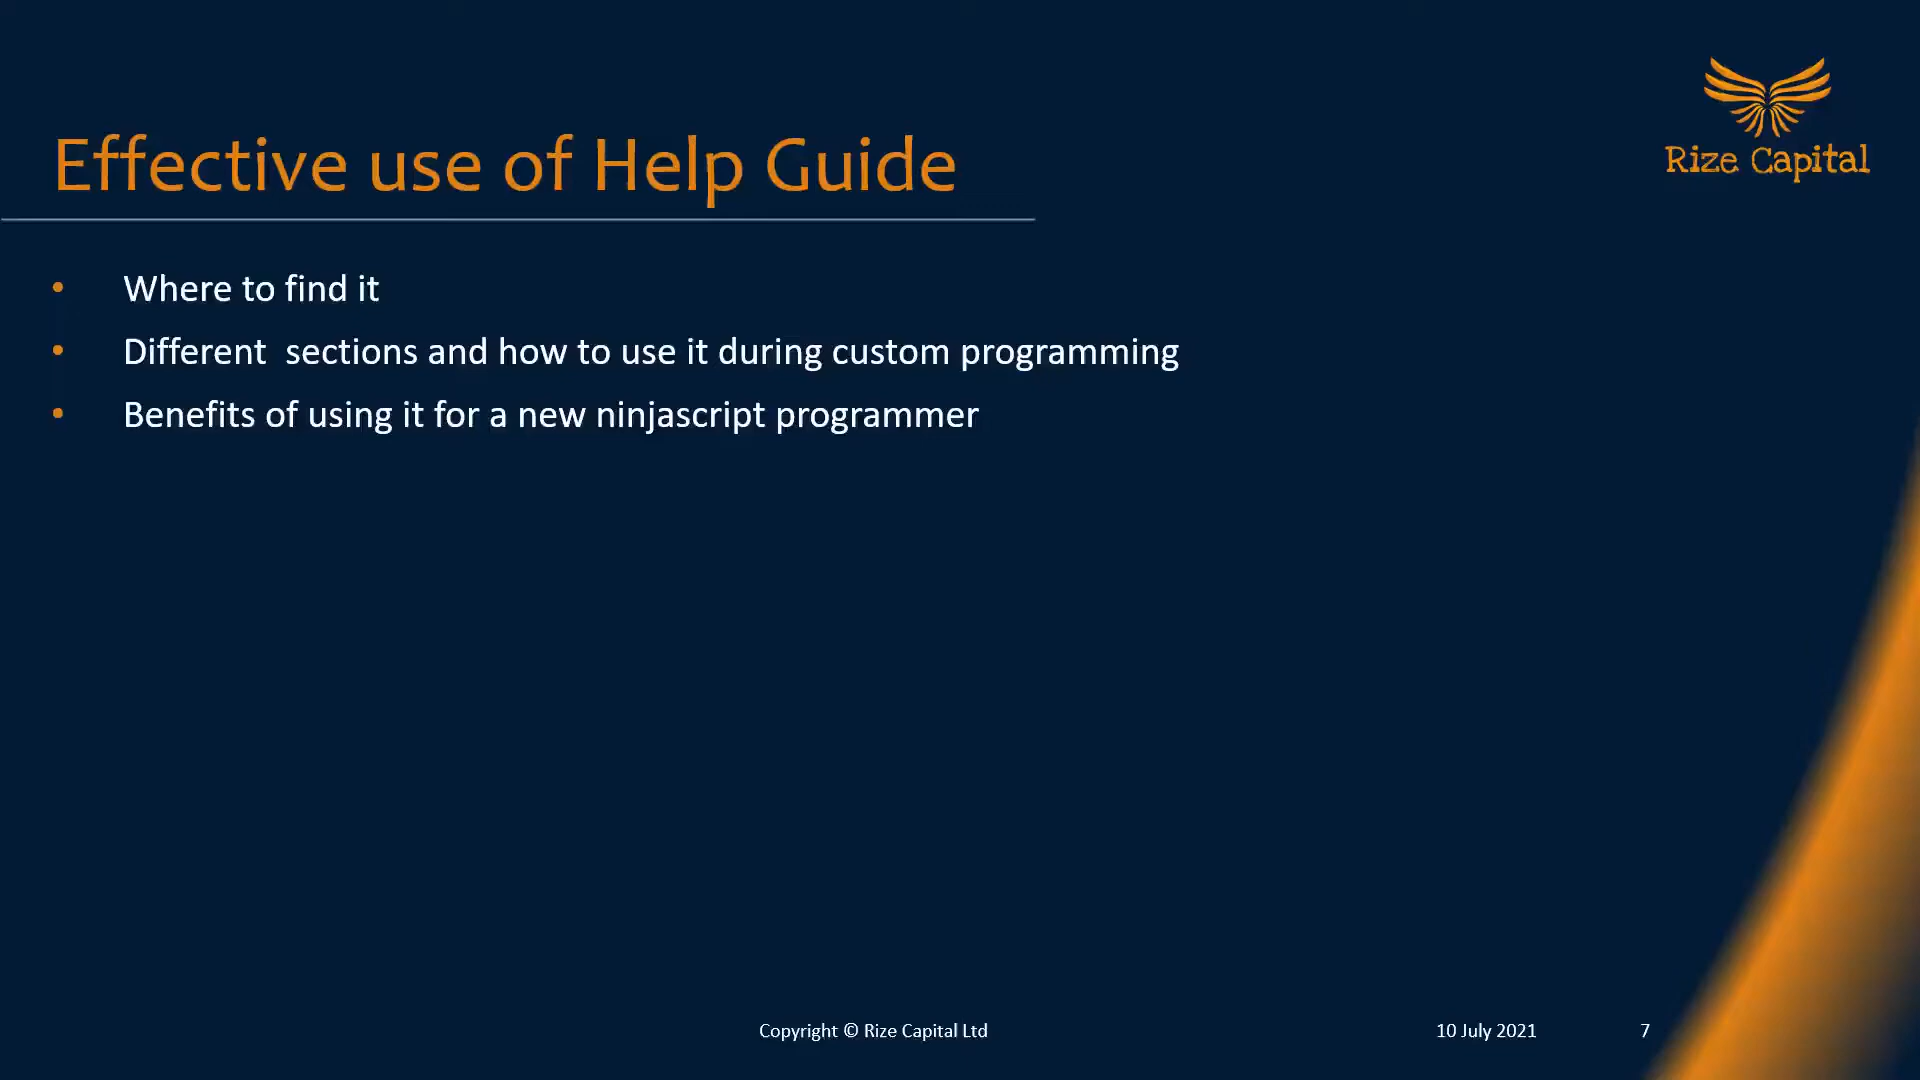 Rize Capital
Effective use of Help Guide
• Where to find it
• Different  sections and how to use it during custom programming
• Benefits of using it for a new ninjascript programmer
Copyright © Rize Capital Ltd
10 July 2021
7